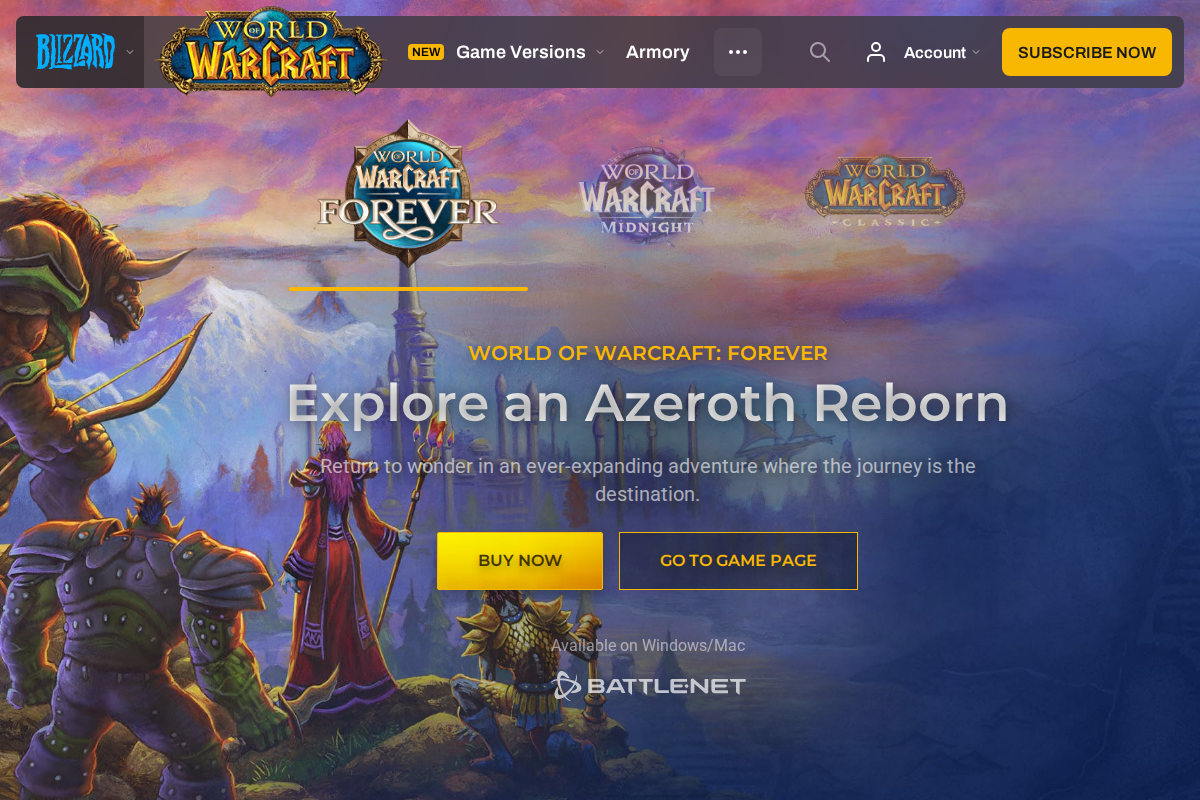 BLIZZARD
WORLD OF WARCRAFT
NEW Game Versions
Armory
Account
SUBSCRIBE NOW
WORLD
WARCRAFT
FOREVER
WORLD
OF
WARCRAFT
MIDNIGHT
WORLD
OF
WARCRAFT
CLASSIC
WORLD OF WARCRAFT: FOREVER
Explore an Azeroth Reborn
Return to wonder in an ever-expanding adventure where the journey is the
destination.
BUY NOW
GO TO GAME PAGE
Available on Windows/Mac
BATTLE.NET